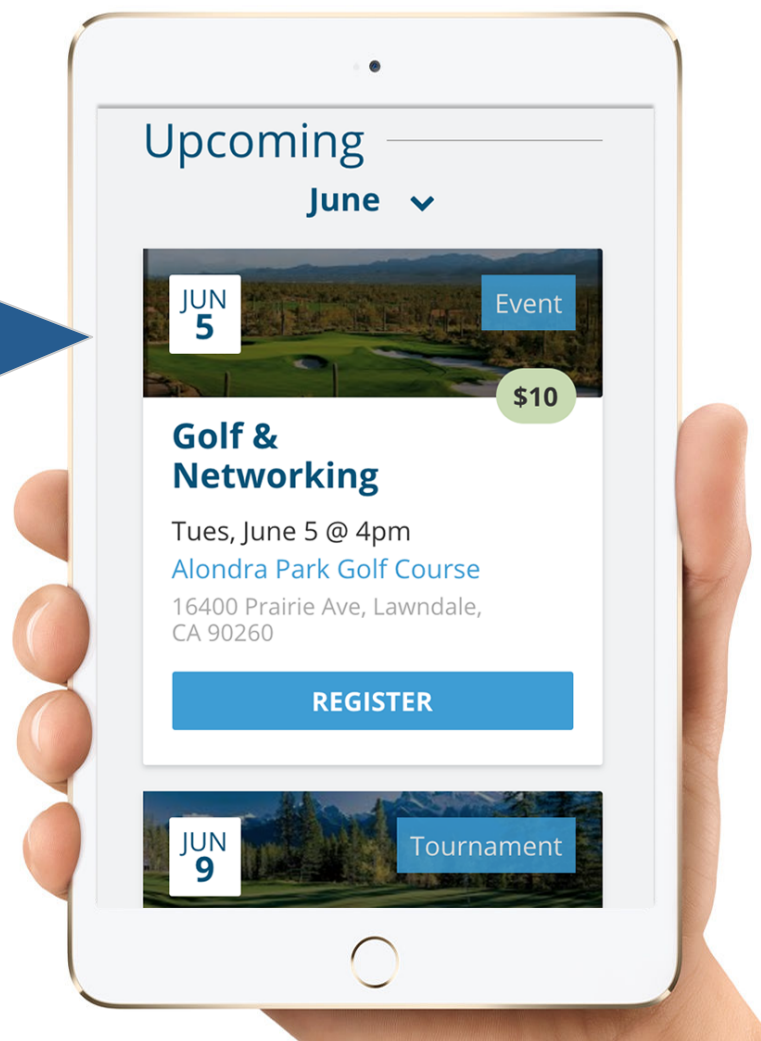 Upcoming
June
JUN
5
Event
$10
Golf &
Networking
Tues, June 5 @ 4pm
Alondra Park Golf Course
16400 Prairie Ave, Lawndale,
CA 90260
REGISTER
JUN
9
Tournament